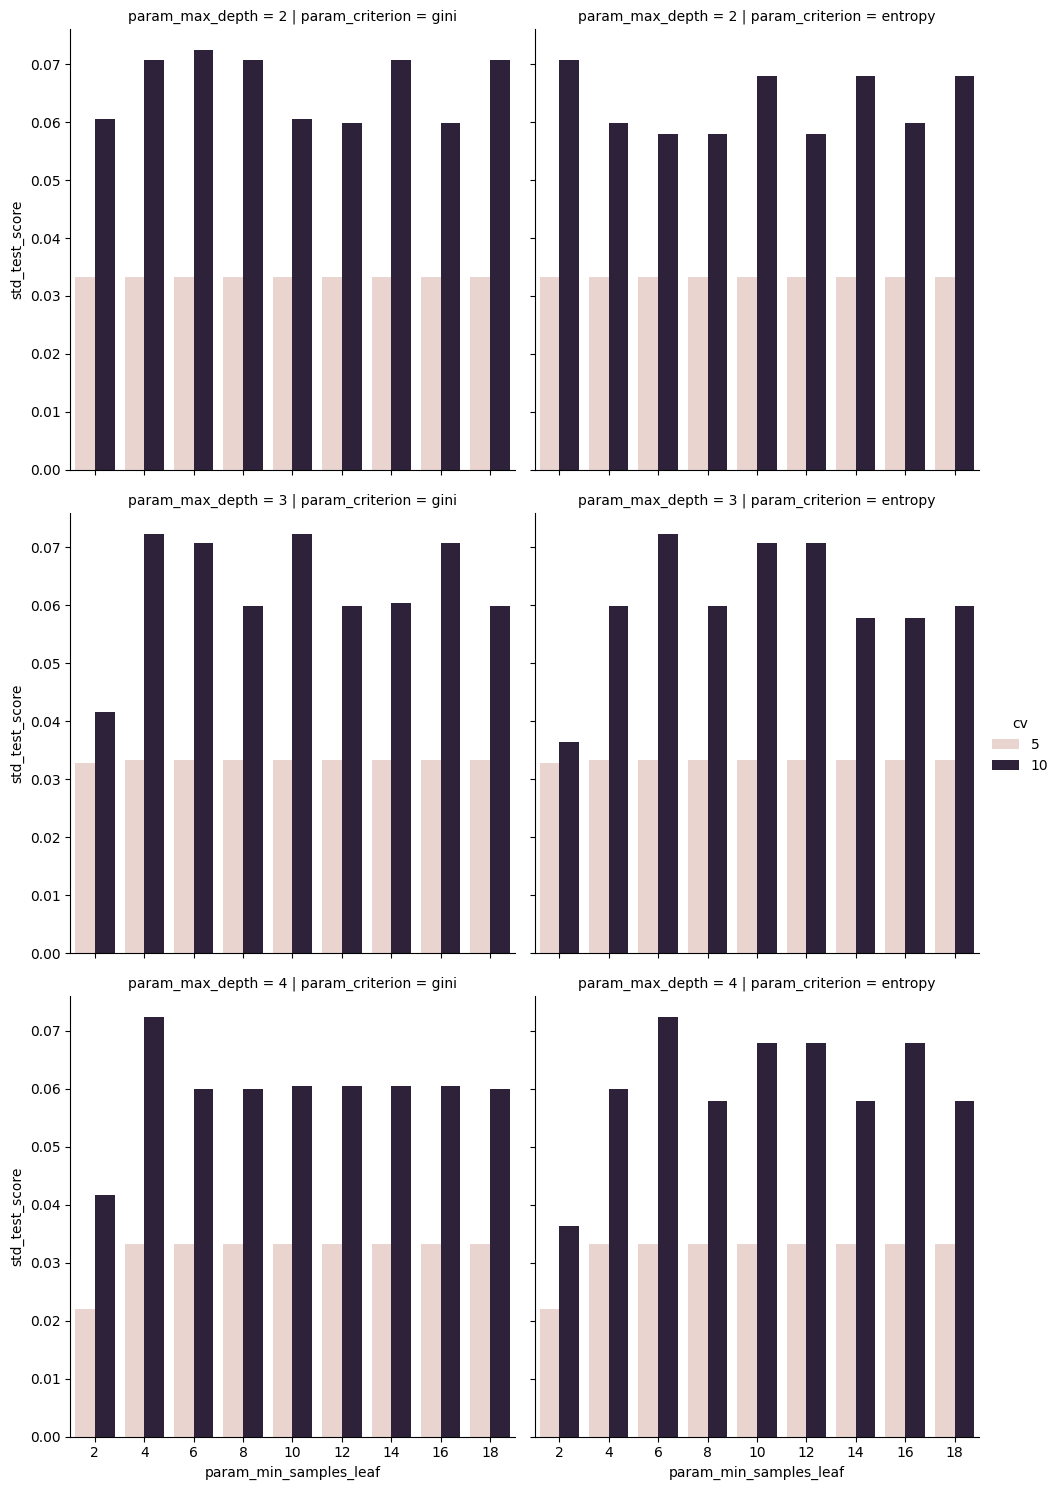 param_max_depth = 2 | param_criterion = gini
param_max_depth = 2 | param_criterion = entropy
0.07
0.06
0.05
0.04
0.03
0.02
0.01
0.00
std_test_score
param_max_depth = 3 | param_criterion = gini
param_max_depth = 3 | param_criterion = entropy
0.07
0.06
0.05
0.04
0.03
0.02
0.01
0.00
std_test_score
cv
5
10
param_max_depth = 4 | param_criterion = gini
param_max_depth = 4 | param_criterion = entropy
0.07
0.06
0.05
0.04
0.03
0.02
0.01
0.00
std_test_score
2 4 6 8 10 12 14 16 18
2 4 6 8 10 12 14 16 18
param_min_samples_leaf
param_min_samples_leaf